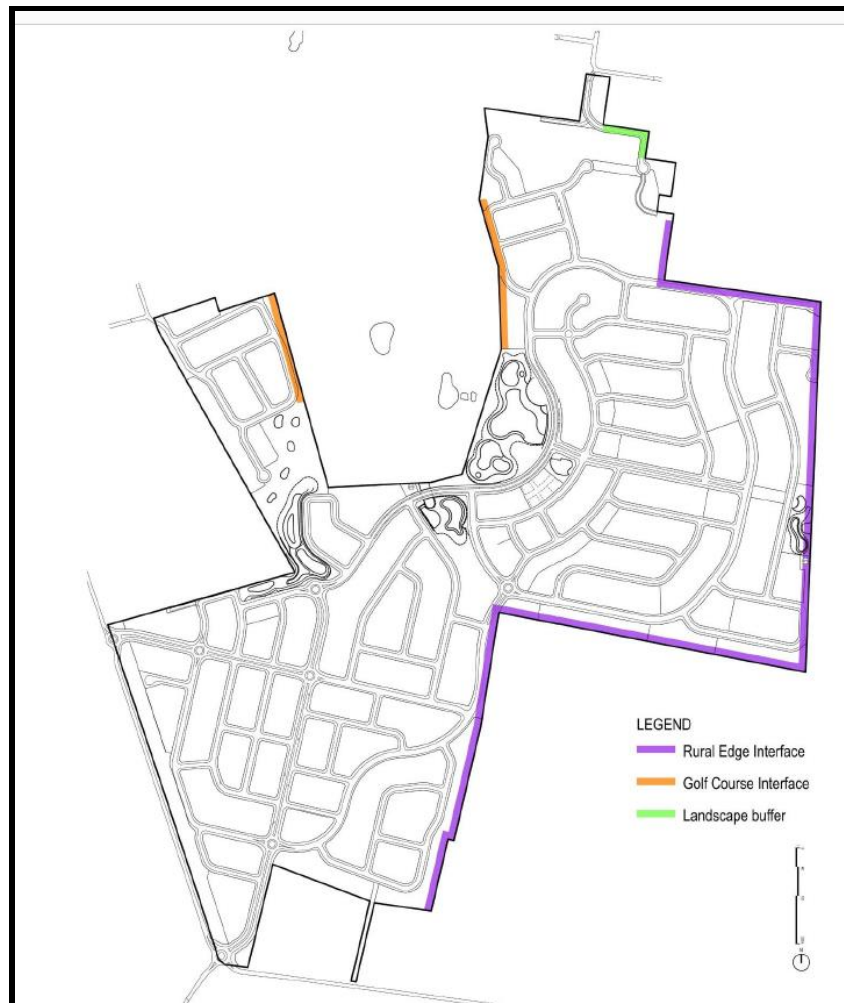 LEGEND
Rural Edge Interface
Golf Course Interface
Landscape buffer